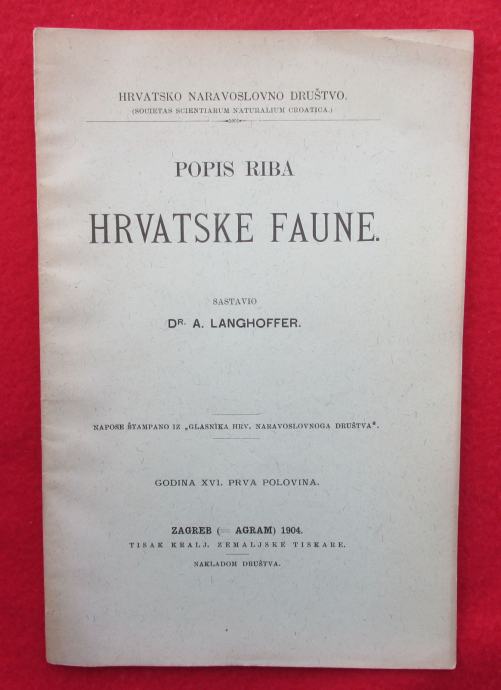 HRVATSKO NARAVOSLOVNO DRUŠTVO.
(SOCIETAS SCIENTIARUM NATURALIUM CROATICA.)
POPIS RIBA
HRVATSKE FAUNE.
SASTAVIO
DR. A. LANGHOFFER.
NAPOSE ŠTAMPANO IZ „GLASNIKA HRV. NARAVOSLOVNOGA DRUŠTVA“.
GODINA XVI. PRVA POLOVINA.
ZAGREB (= AGRAM) 1904.
TISAK KRALJ. ZEMALJSKE TISKARE.
NAKLADOM DRUŠTVA.